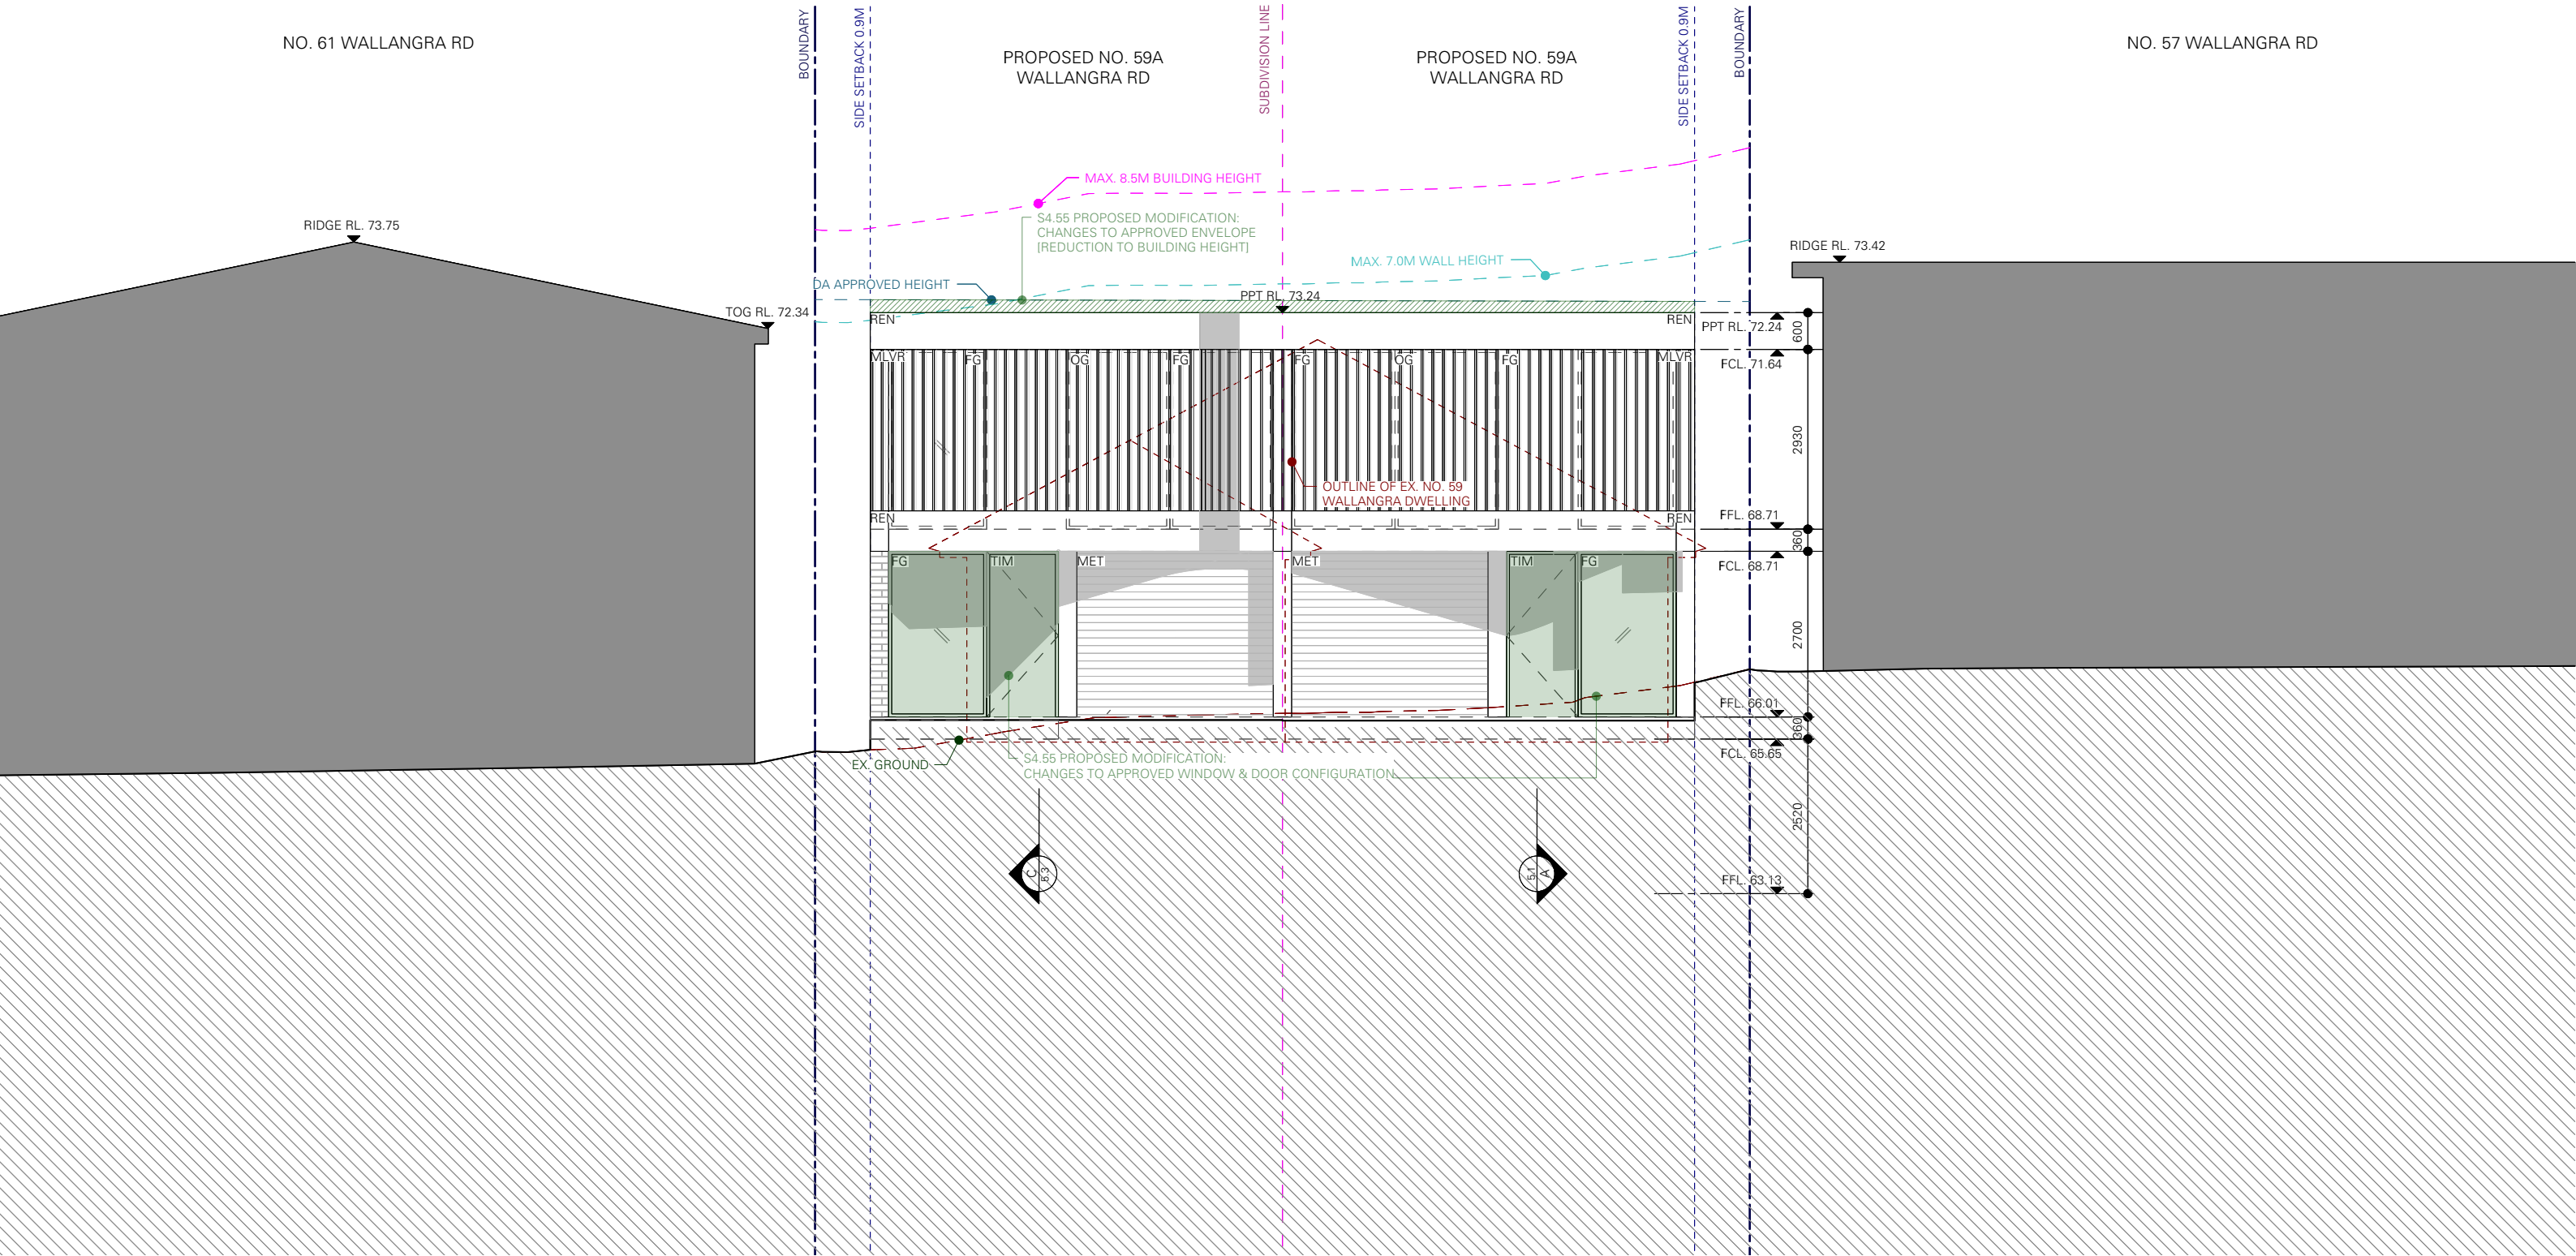 NO. 61 WALLANGRA RD
BOUNDARY
SIDE SETBACK 0.9M
PROPOSED NO. 59A
WALLANGRA RD
SUBDIVISION LINE
PROPOSED NO. 59A
WALLANGRA RD
SIDE SETBACK 0.9M
BOUNDARY
NO. 57 WALLANGRA RD
MAX. 8.5M BUILDING HEIGHT
S4.55 PROPOSED MODIFICATION:
CHANGES TO APPROVED ENVELOPE
[REDUCTION TO BUILDING HEIGHT]
RIDGE RL. 73.75
RIDGE RL. 73.42
MAX. 7.0M WALL HEIGHT
DA APPROVED HEIGHT
PPT RL. 73.24
TOG RL. 72.34
REN
REN
PPT RL. 72.24
600
MLVR
FG
OG
FG
FG
OG
FG
MLVR
FCL. 71.64
2930
OUTLINE OF EX. NO. 59
WALLANGRA DWELLING
REN
REN
FFL. 68.71
360
FG
TIM
MET
MET
TIM
FG
FCL. 68.71
2700
FFL. 66.01
360
FCL. 65.65
EX. GROUND
S4.55 PROPOSED MODIFICATION:
CHANGES TO APPROVED WINDOW & DOOR CONFIGURATION
2520
C
5.3
5.1
A
FFL. 63.13